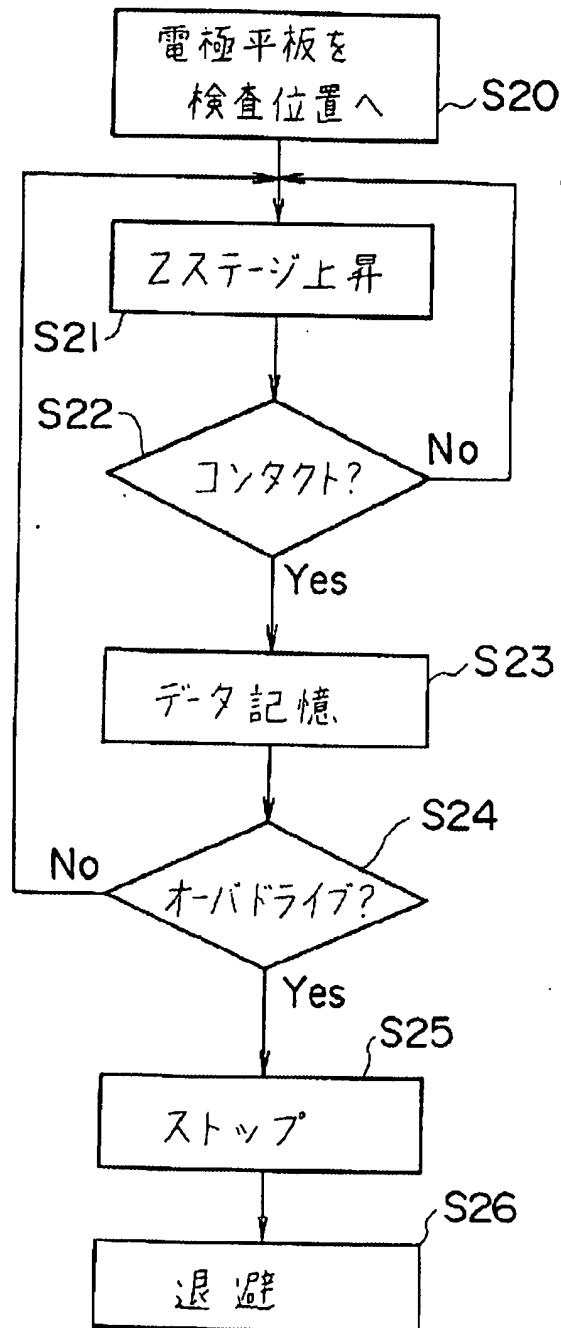 電極平板を
検査位置へ
S20
Zステージ上昇
S21
S22
コンタクト?
No
Yes
S23
データ記憶
S24
No
オーバドライブ?
Yes
S25
ストップ
S26
退避